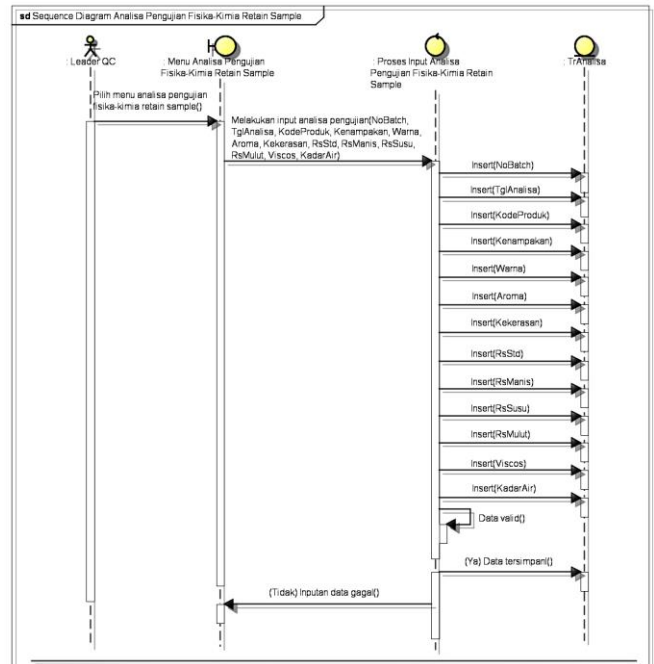 sd Sequence Diagram Analisa Pengujian Fisika-Kimia Retain Sample
: Leader QC
: Menu Analisa Pengujian
Fisika-Kimia Retain Sample
: Proses Input Analisa
Pengujian Fisika-Kimia Retain
Sample
: TrAnalisa
Pilih menu analisa pengujian
fisika-kimia retain sample()
Melakukan input analisa pengujian(NoBatch,
TglAnalisa, KodeProduk, Kenampakan, Warna,
Aroma, Kekerasan, RsStd, RsManis, RsSusu,
RsMulut, Viscos, KadarAir)
Insert(NoBatch)
Insert(TglAnalisa)
Insert(KodeProduk)
Insert(Kenampakan)
Insert(Warna)
Insert(Aroma)
Insert(Kekerasan)
Insert(RsStd)
Insert(RsManis)
Insert(RsSusu)
Insert(RsMulut)
Insert(Viscos)
Insert(KadarAir)
Data valid()
(Ya) Data tersimpan()
(Tidak) Inputan data gagal()